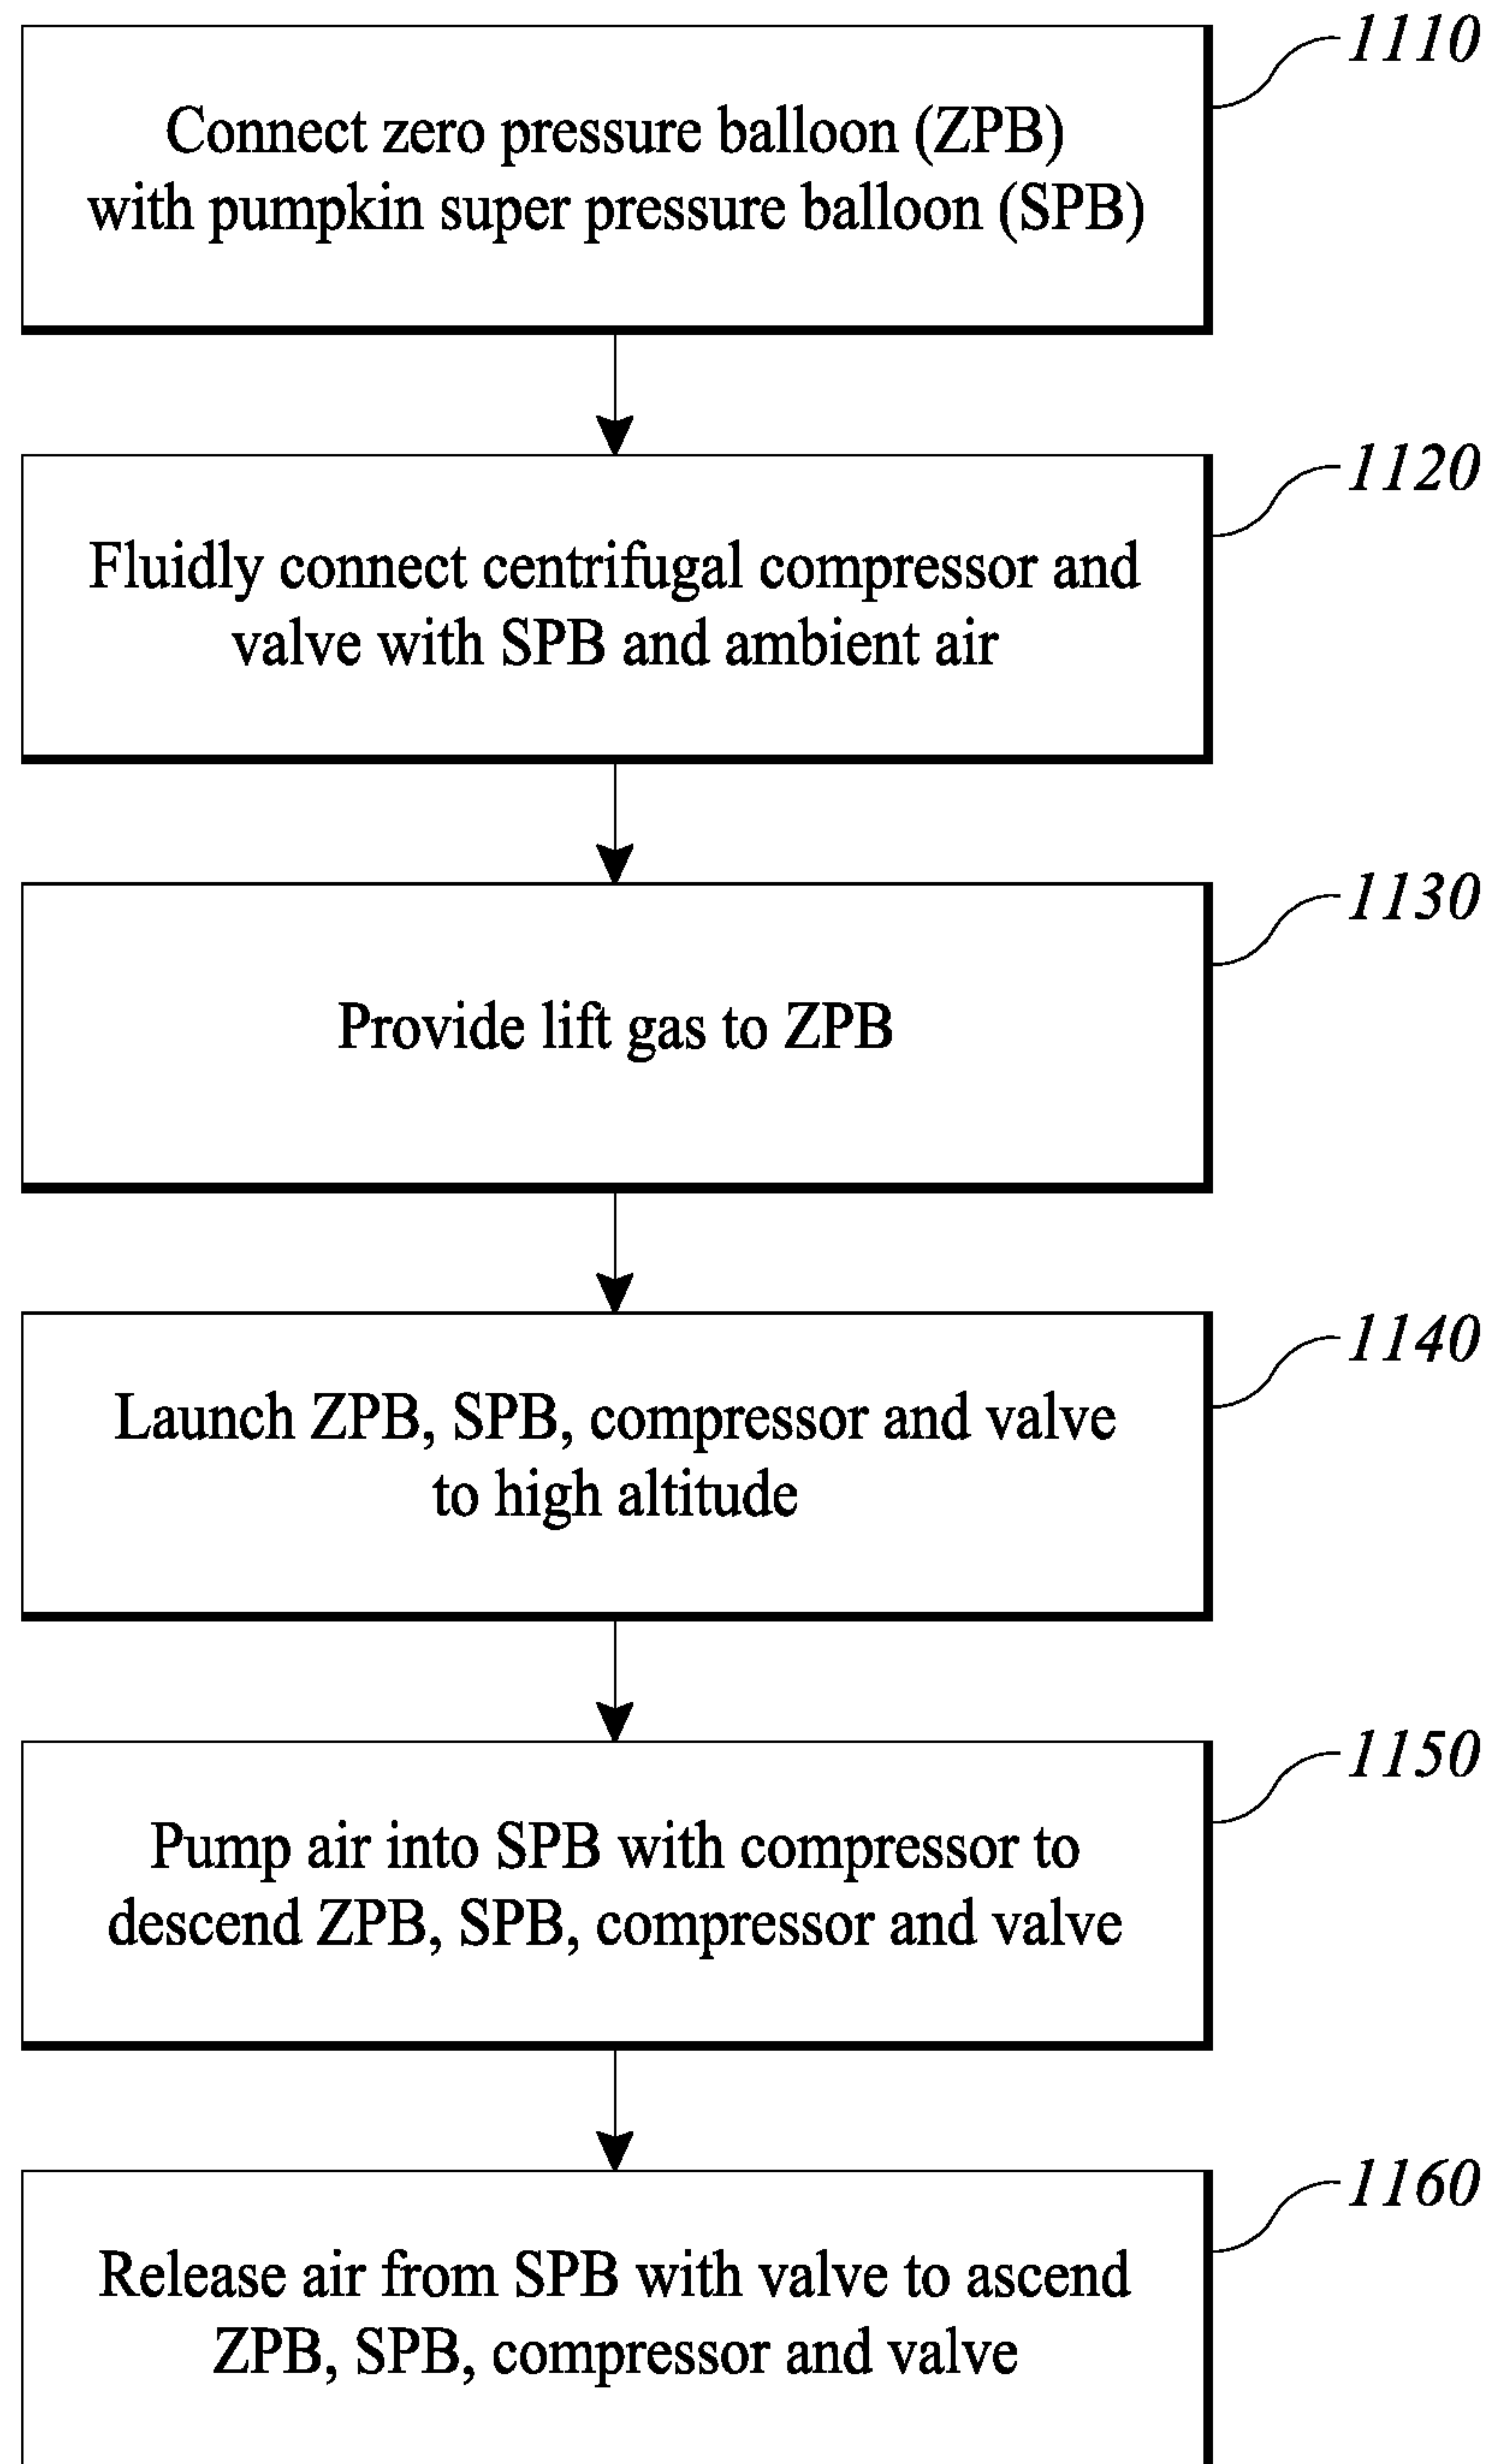 1110
Connect zero pressure balloon (ZPB)
with pumpkin super pressure balloon (SPB)
1120
Fluidly connect centrifugal compressor and
valve with SPB and ambient air
1130
Provide lift gas to ZPB
1140
Launch ZPB, SPB, compressor and valve
to high altitude
1150
Pump air into SPB with compressor to
descend ZPB, SPB, compressor and valve
1160
Release air from SPB with valve to ascend
ZPB, SPB, compressor and valve